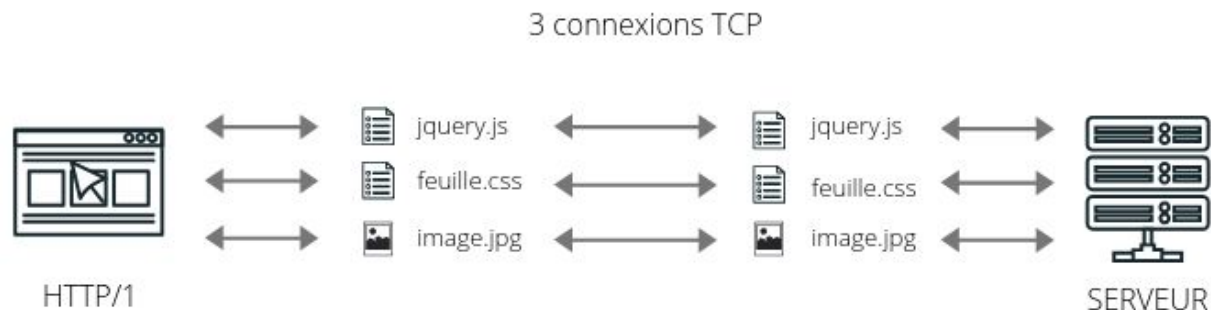 3 connexions TCP
jquery.js jquery.js
feuille.css feuille.css
image.jpg image.jpg
HTTP/1 SERVEUR